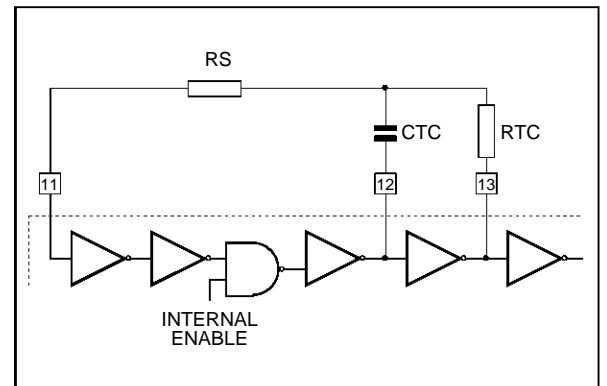 RS
CTC
RTC
11
12
13
INTERNAL
ENABLE